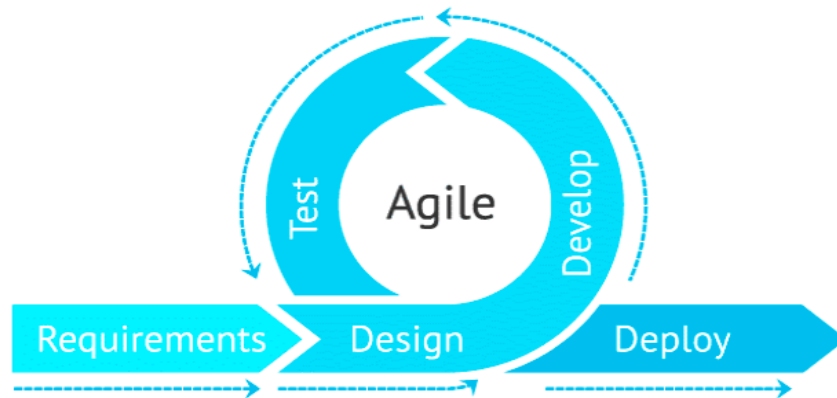 Agile
Test
Develop
Requirements
Design
Deploy